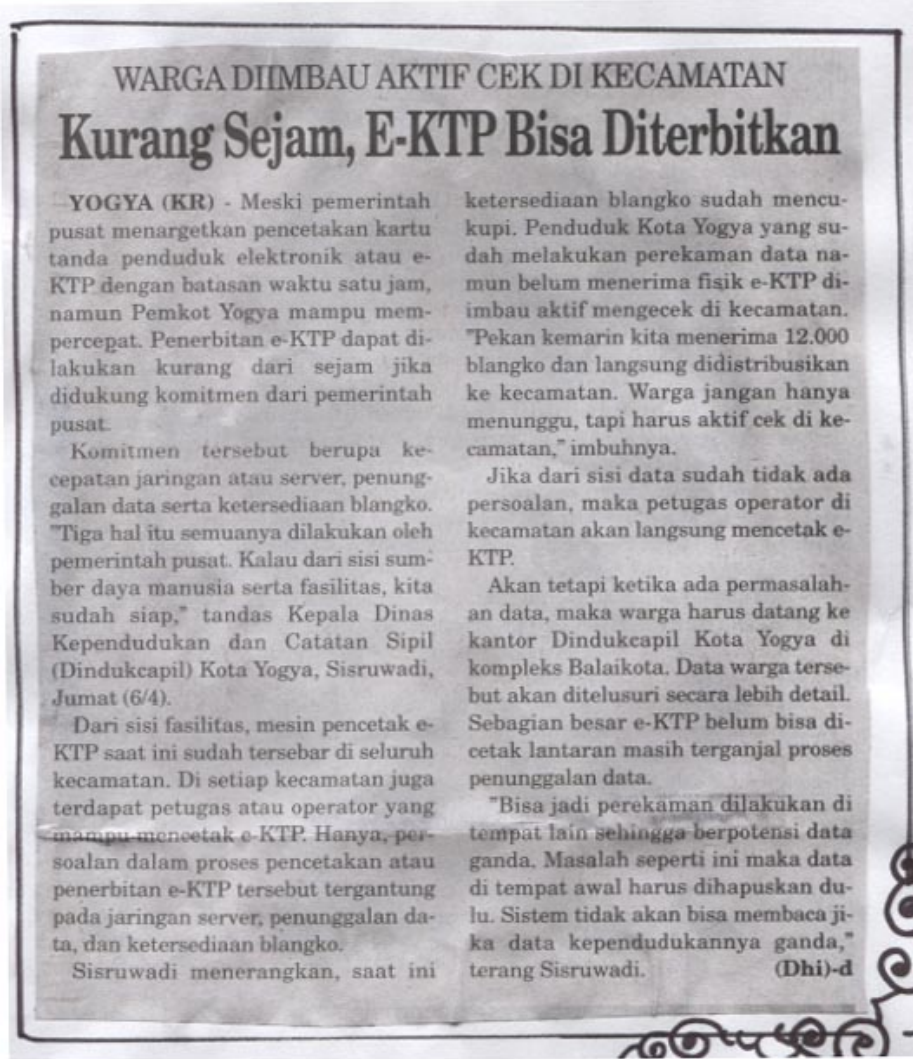 WARGA DIIMBAU AKTIF CEK DI KECAMATAN
Kurang Sejam, E-KTP Bisa Diterbitkan
YOGYA (KR) - Meski pemerintah
pusat menargetkan pencetakan kartu
tanda penduduk elektronik atau e-
KTP dengan batasan waktu satu jam,
namun Pemkot Yogya mampu mem-
percepat. Penerbitan e-KTP dapat di-
lakukan kurang dari sejam jika
didukung komitmen dari pemerintah
pusat.
Komitmen tersebut berupa ke-
cepatan jaringan atau server, penung-
galan data serta ketersediaan blangko.
"Tiga hal itu semuanya dilakukan oleh
pemerintah pusat. Kalau dari sisi sum-
ber daya manusia serta fasilitas, kita
sudah siap," tandas Kepala Dinas
Kependudukan dan Catatan Sipil
(Dindukcapil) Kota Yogya, Sisruwadi,
Jumat (6/4).
Dari sisi fasilitas, mesin pencetak e-
KTP saat ini sudah tersebar di seluruh
kecamatan. Di setiap kecamatan juga
terdapat petugas atau operator yang
mampu mencetak e-KTP. Hanya, per-
soalan dalam proses pencetakan atau
penerbitan e-KTP tersebut tergantung
pada jaringan server, penunggalan da-
ta, dan ketersediaan blangko.
Sisruwadi menerangkan, saat ini
ketersediaan blangko sudah mencu-
kupi. Penduduk Kota Yogya yang su-
dah melakukan perekaman data na-
mun belum menerima fisik e-KTP di-
imbau aktif mengecek di kecamatan.
"Pekan kemarin kita menerima 12.000
blangko dan langsung didistribusikan
ke kecamatan. Warga jangan hanya
menunggu, tapi harus aktif cek di ke-
camatan," imbuhnya.
Jika dari sisi data sudah tidak ada
persoalan, maka petugas operator di
kecamatan akan langsung mencetak e-
KTP.
Akan tetapi ketika ada permasalah-
an data, maka warga harus datang ke
kantor Dindukcapil Kota Yogya di
kompleks Balaikota. Data warga terse-
but akan ditelusuri secara lebih detail.
Sebagian besar e-KTP belum bisa di-
cetak lantaran masih terganjal proses
penunggalan data.
"Bisa jadi perekaman dilakukan di
tempat lain sehingga berpotensi data
ganda. Masalah seperti ini maka data
di tempat awal harus dihapuskan du-
lu. Sistem tidak akan bisa membaca ji-
ka data kependudukannya ganda,"
terang Sisruwadi. (Dhi)-d